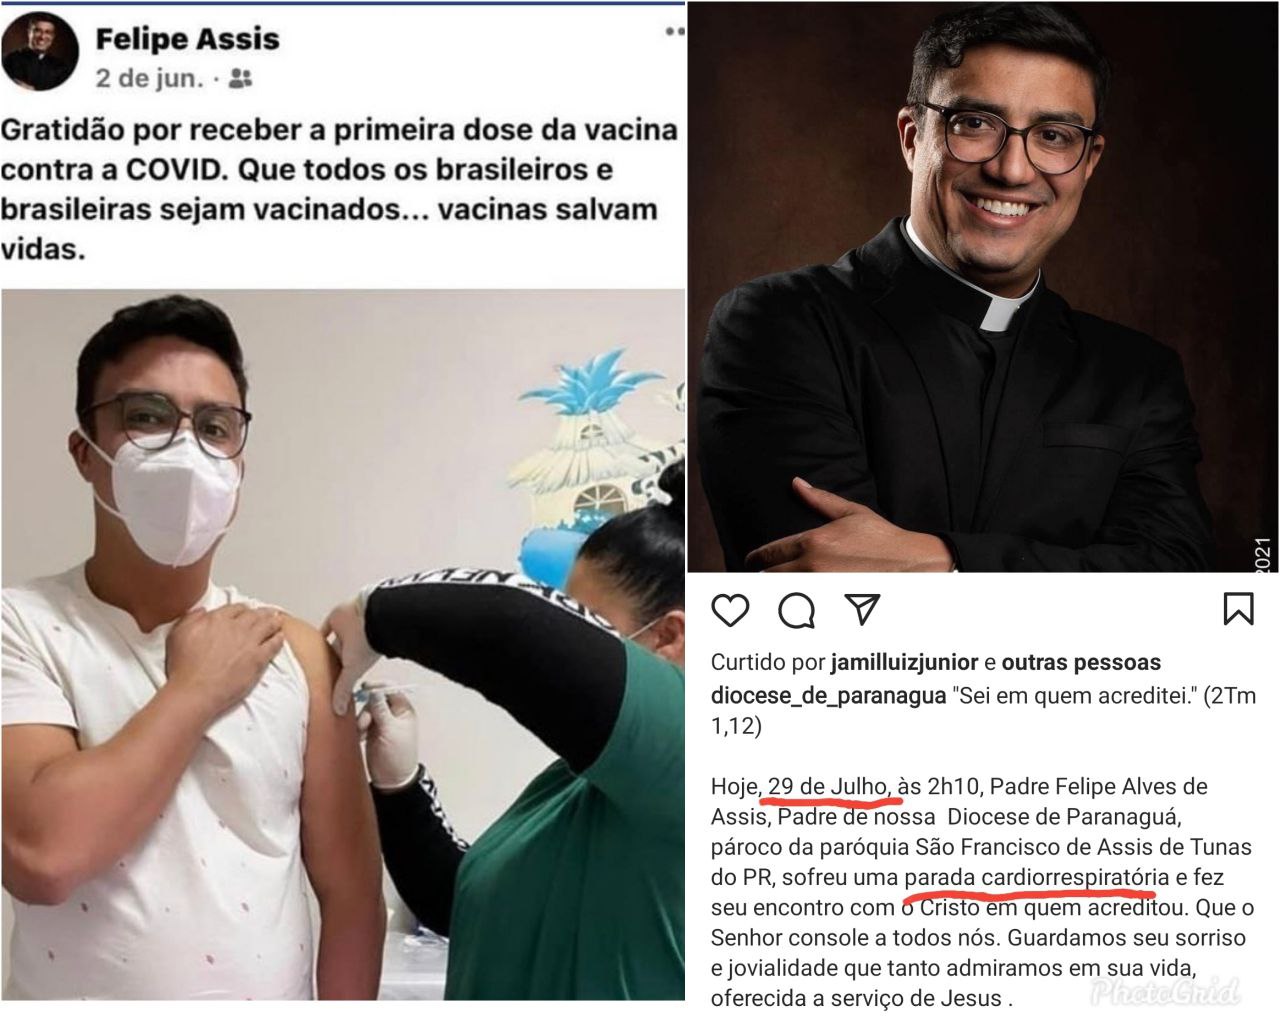 Felipe Assis
2 de jun.
Gratidão por receber a primeira dose da vacina
contra a COVID. Que todos os brasileiros e
brasileiras sejam vacinados... vacinas salvam
vidas.
2021
Curtido por jamilluizjunior e outras pessoas
diocese_de_paranagua "Sei em quem acreditei." (2Tm
1,12)
Hoje, 29 de Julho, às 2h10, Padre Felipe Alves de
Assis, Padre de nossa Diocese de Paranaguá,
pároco da paróquia São Francisco de Assis de Tunas
do PR, sofreu uma parada cardiorrespiratória e fez
seu encontro com o Cristo em quem acreditou. Que o
Senhor console a todos nós. Guardamos seu sorriso
e jovialidade que tanto admiramos em sua vida,
oferecida a serviço de Jesus .
PhotoGrid